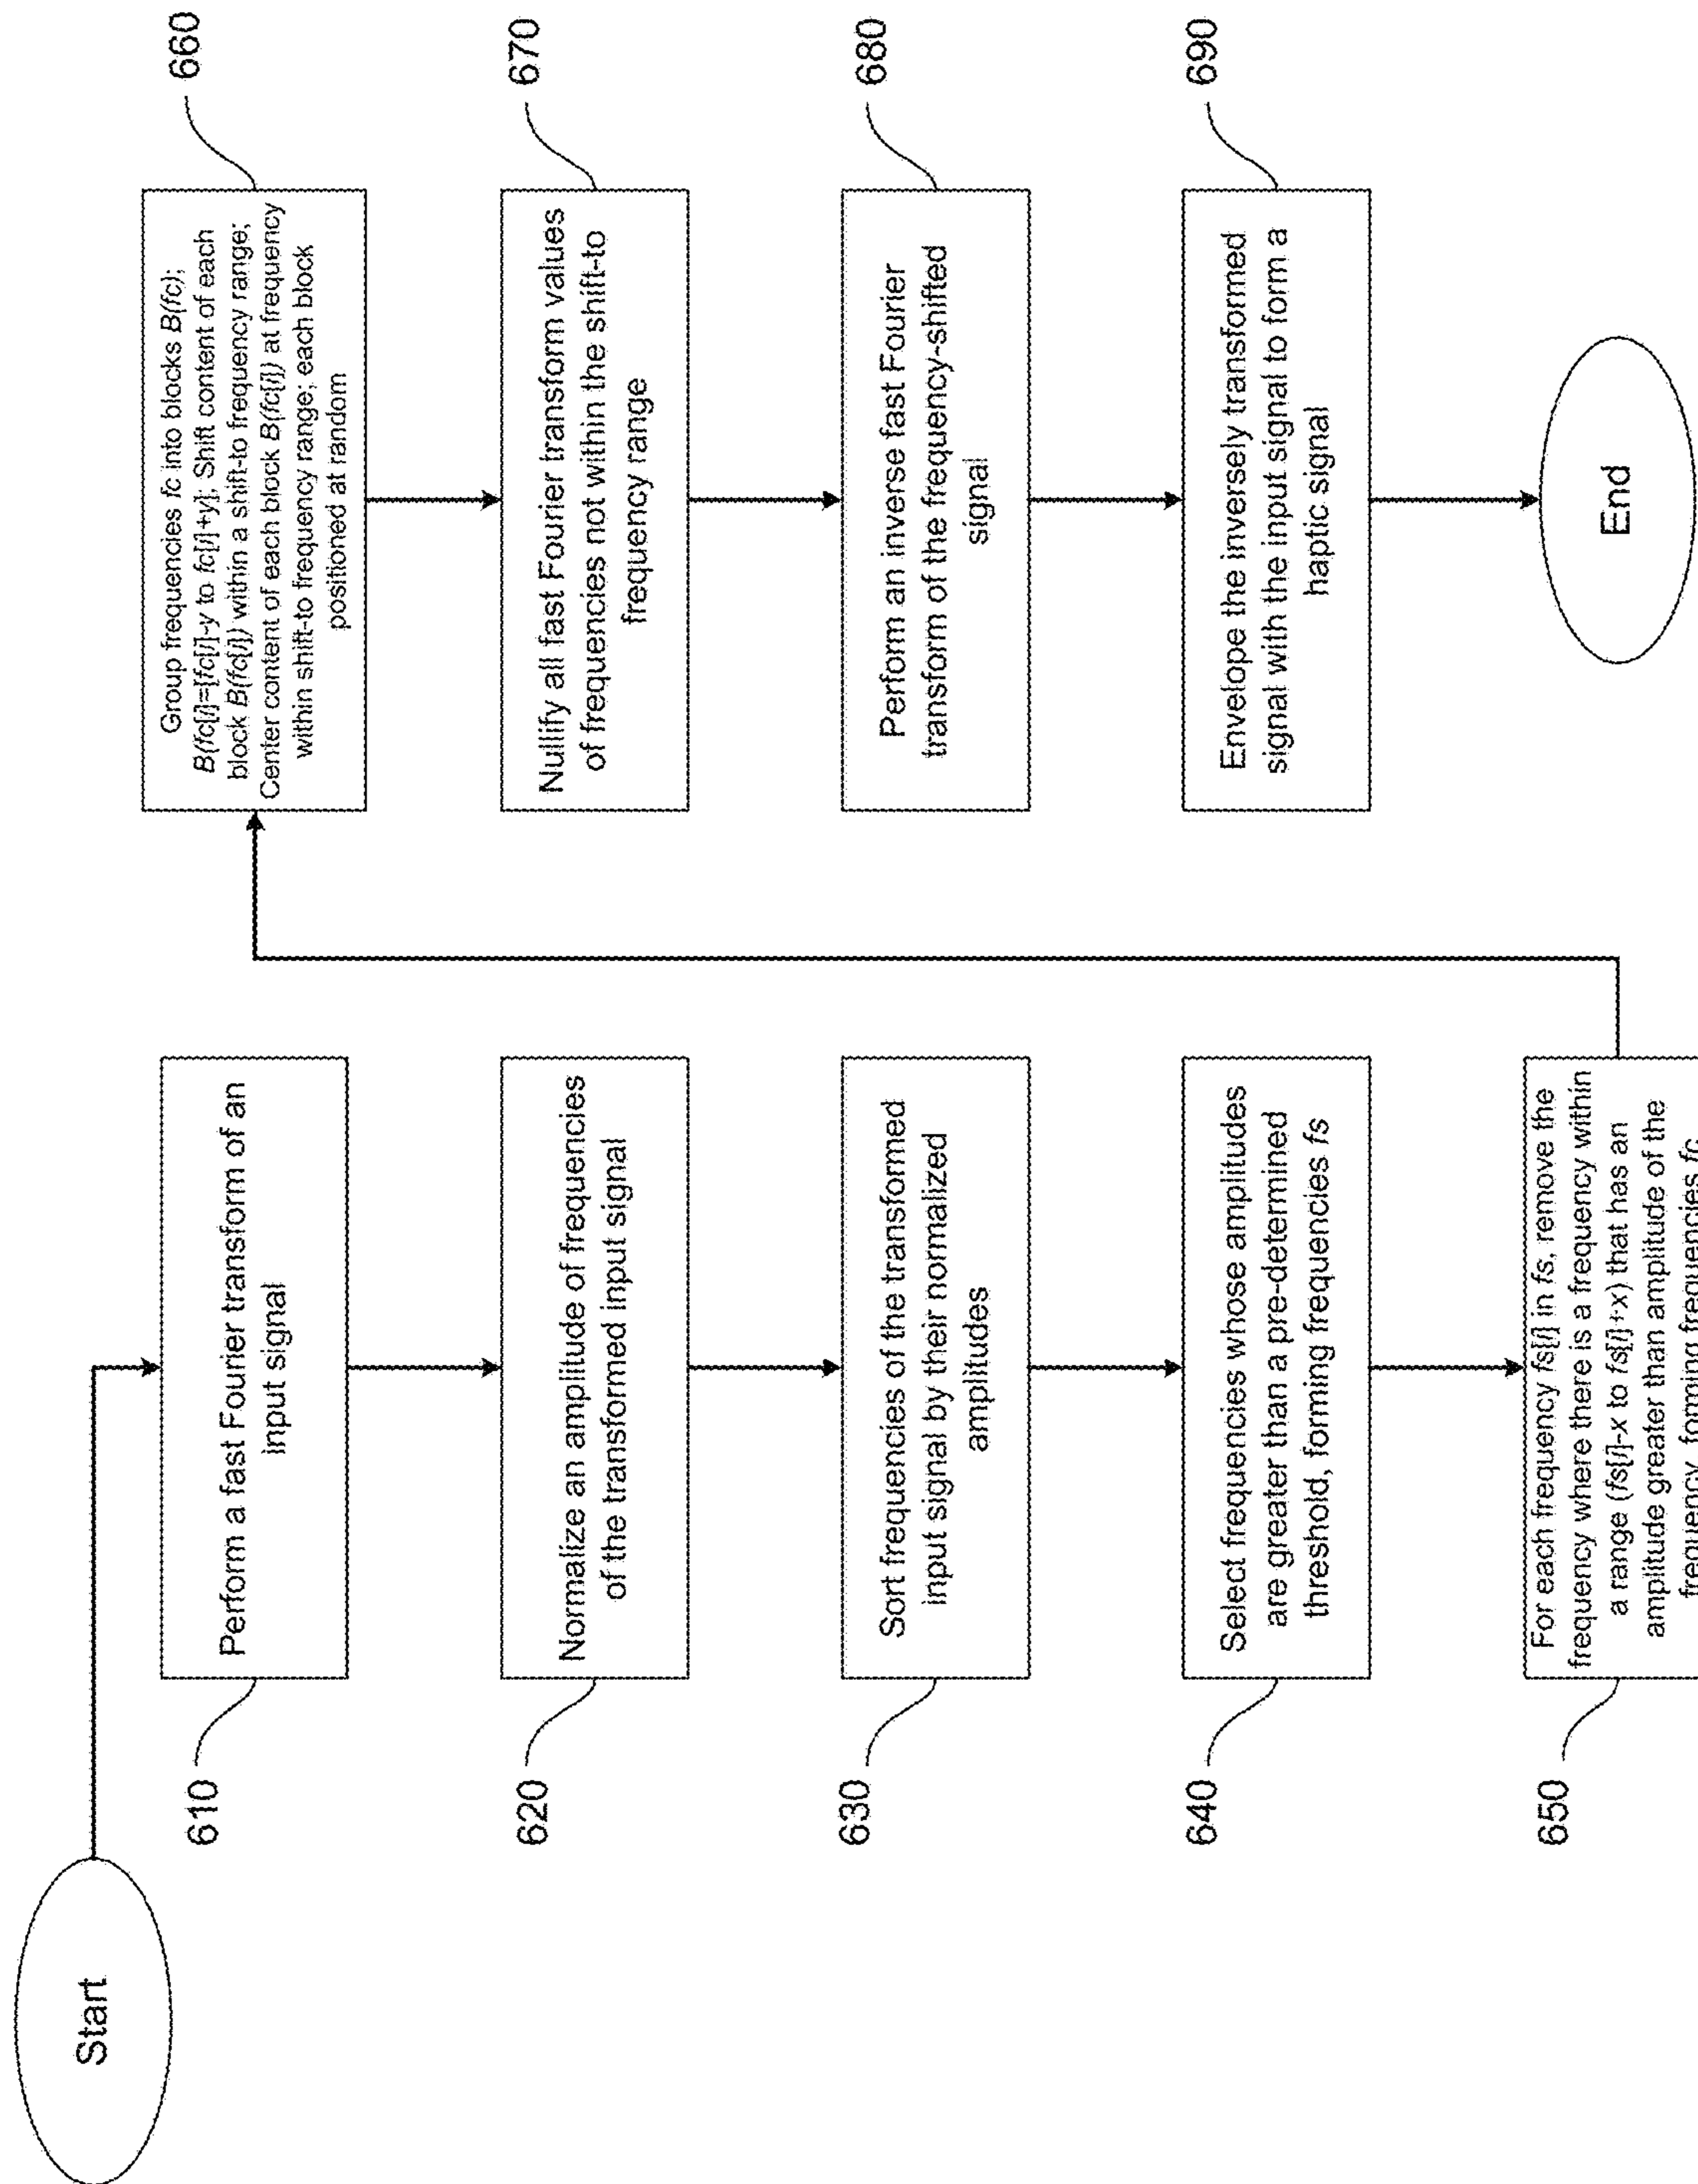 Start
610
Perform a fast Fourier transform of an
input signal
620
Normalize an amplitude of frequencies
of the transformed input signal
630
Sort frequencies of the transformed
input signal by their normalized
amplitudes
640
Select frequencies whose amplitudes
are greater than a pre-determined
threshold, forming frequencies fs
650
For each frequency fs[i] in fs, remove the
frequency where there is a frequency within
a range (fs[i]-x to fs[i]+x) that has an
amplitude greater than amplitude of the
frequency, forming frequencies fc
660
Group frequencies fc into blocks B(fc);
B(fc[i]=[fc[i]-y to fc[i]+y]; Shift content of each
block B(fc[i]) within a shift-to frequency range;
Center content of each block B(fc[i]) at frequency
within shift-to frequency range; each block
positioned at random
670
Nullify all fast Fourier transform values
of frequencies not within the shift-to
frequency range
680
Perform an inverse fast Fourier
transform of the frequency-shifted
signal
690
Envelope the inversely transformed
signal with the input signal to form a
haptic signal
End